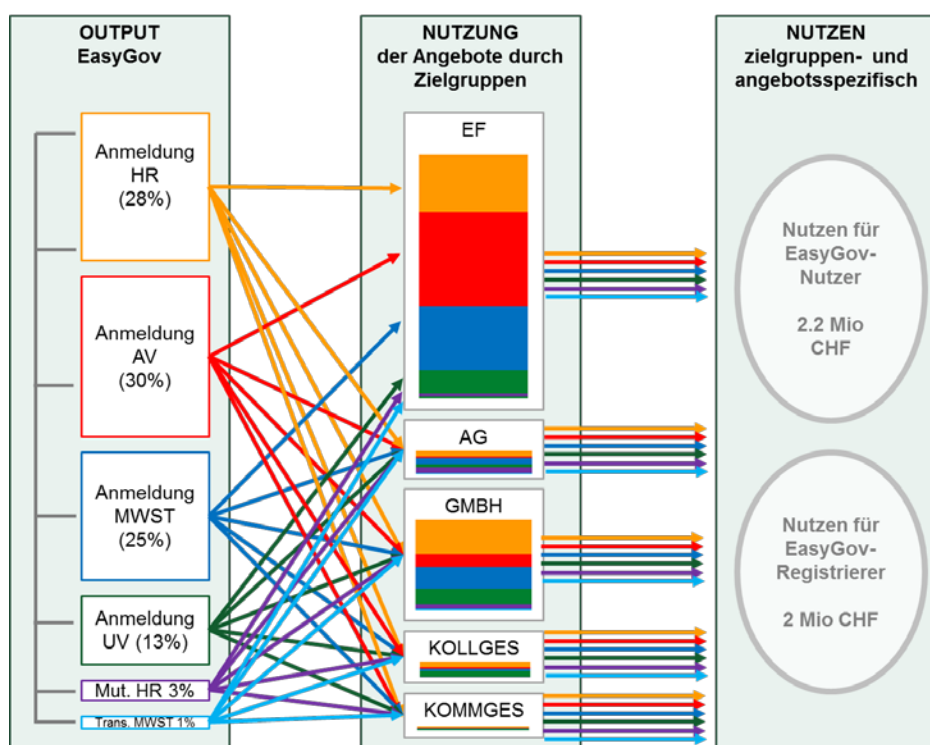 OUTPUT
EasyGov
Anmeldung
HR
(28%)
Anmeldung
AV
(30%)
Anmeldung
MWST
(25%)
Anmeldung
UV (13%)
Mut. HR 3%
Trans. MWST 1%
NUTZUNG
der Angebote durch
Zielgruppen
EF
AG
GMBH
KOLLGES
KOMMGES
NUTZEN
zielgruppen- und
angebotsspezifisch
Nutzen für
EasyGov-
Nutzer
2.2 Mio
CHF
Nutzen für
EasyGov-
Registrierer
2 Mio CHF